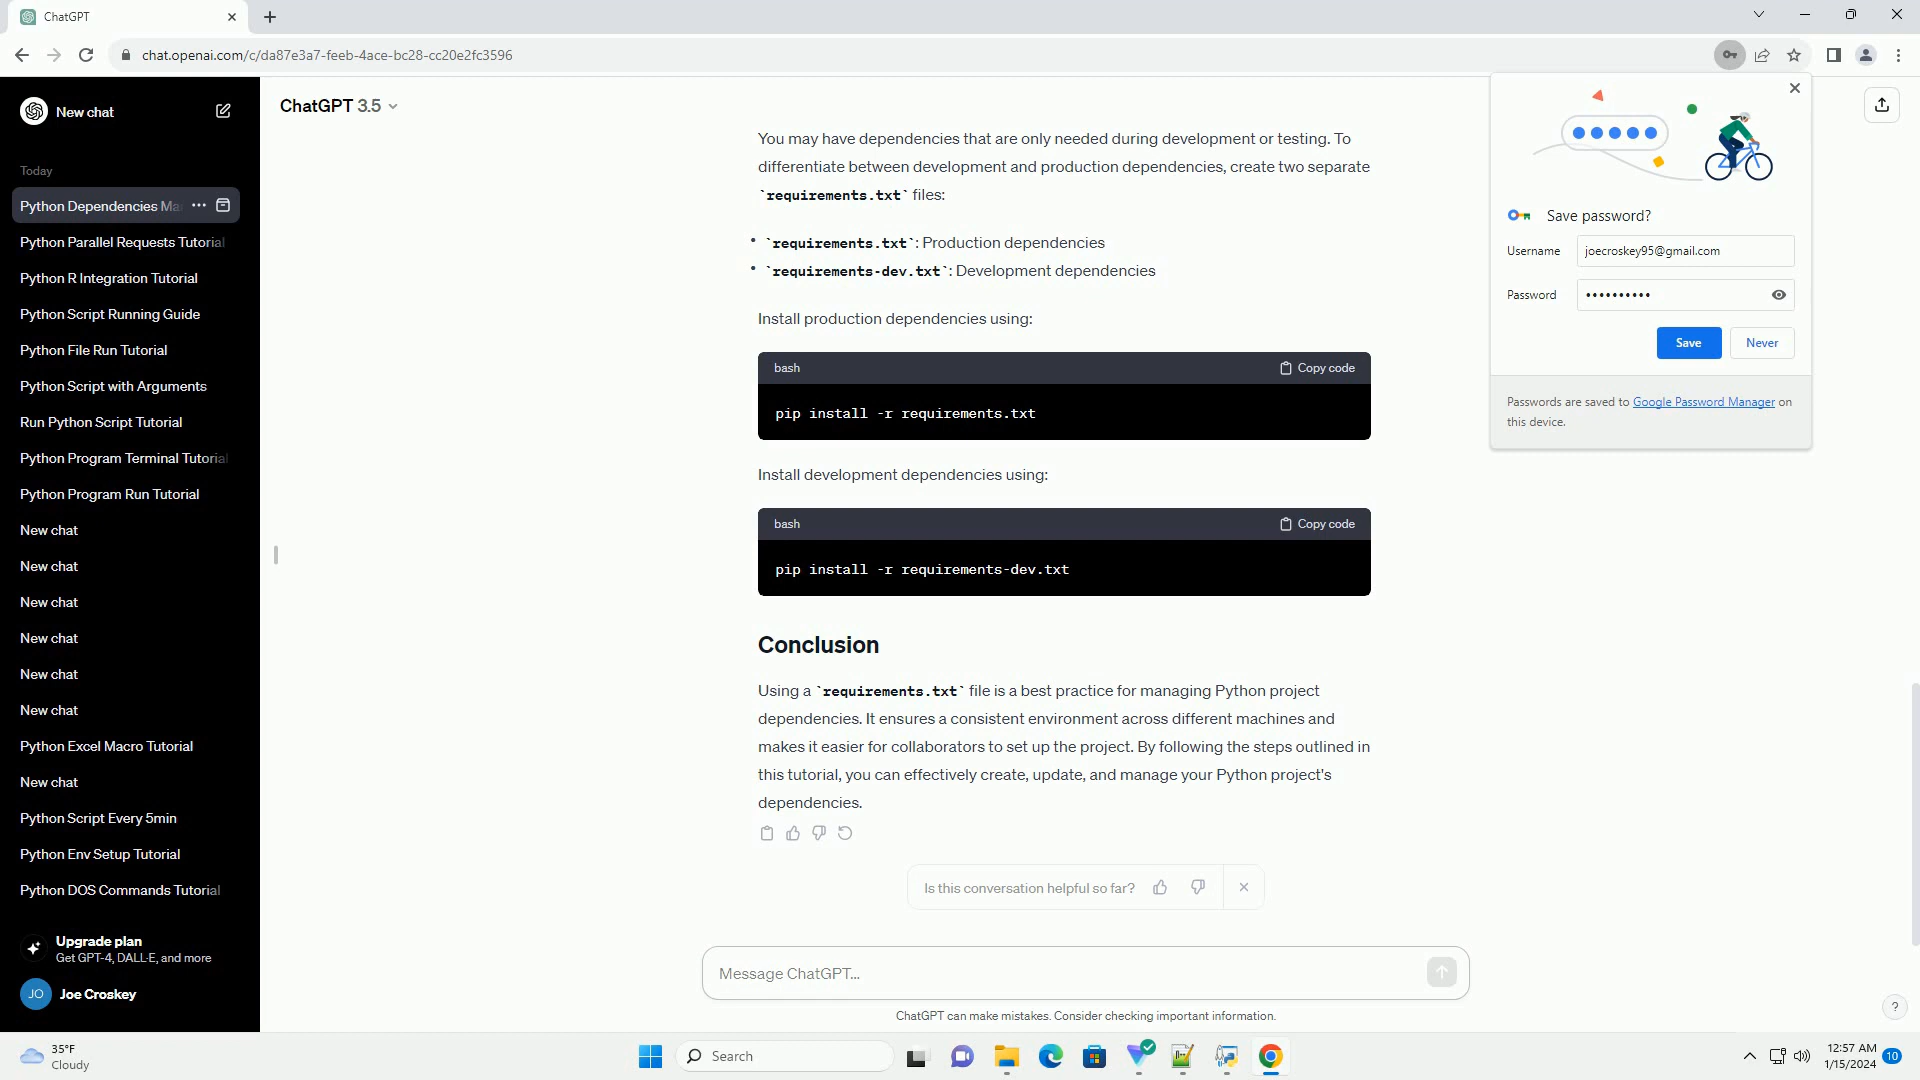 ChatGPT
chat.openai.com/c/da87e3a7-feeb-4ace-bc28-cc20e2fc3596
New chat
Today
Python Dependencies Ma
Python Parallel Requests Tutorial
Python R Integration Tutorial
Python Script Running Guide
Python File Run Tutorial
Python Script with Arguments
Run Python Script Tutorial
Python Program Terminal Tutorial
Python Program Run Tutorial
New chat
New chat
New chat
New chat
New chat
New chat
Python Excel Macro Tutorial
New chat
Python Script Every 5min
Python Env Setup Tutorial
Python DOS Commands Tutorial
Upgrade plan
Get GPT-4, DALL·E, and more
JO Joe Croskey
ChatGPT 3.5
You may have dependencies that are only needed during development or testing. To
differentiate between development and production dependencies, create two separate
`requirements.txt` files:
• `requirements.txt`: Production dependencies
• `requirements-dev.txt`: Development dependencies
Install production dependencies using:
bash Copy code
pip install -r requirements.txt
Install development dependencies using:
bash Copy code
pip install -r requirements-dev.txt
Conclusion
Using a `requirements.txt` file is a best practice for managing Python project
dependencies. It ensures a consistent environment across different machines and
makes it easier for collaborators to set up the project. By following the steps outlined in
this tutorial, you can effectively create, update, and manage your Python project's
dependencies.
Is this conversation helpful so far?
Message ChatGPT...
ChatGPT can make mistakes. Consider checking important information.
?
Save password?
Username joecroskey95@gmail.com
Password ••••••••••
Save Never
Passwords are saved to Google Password Manager on
this device.
35°F
Cloudy
Search
12:57 AM
1/15/2024
10